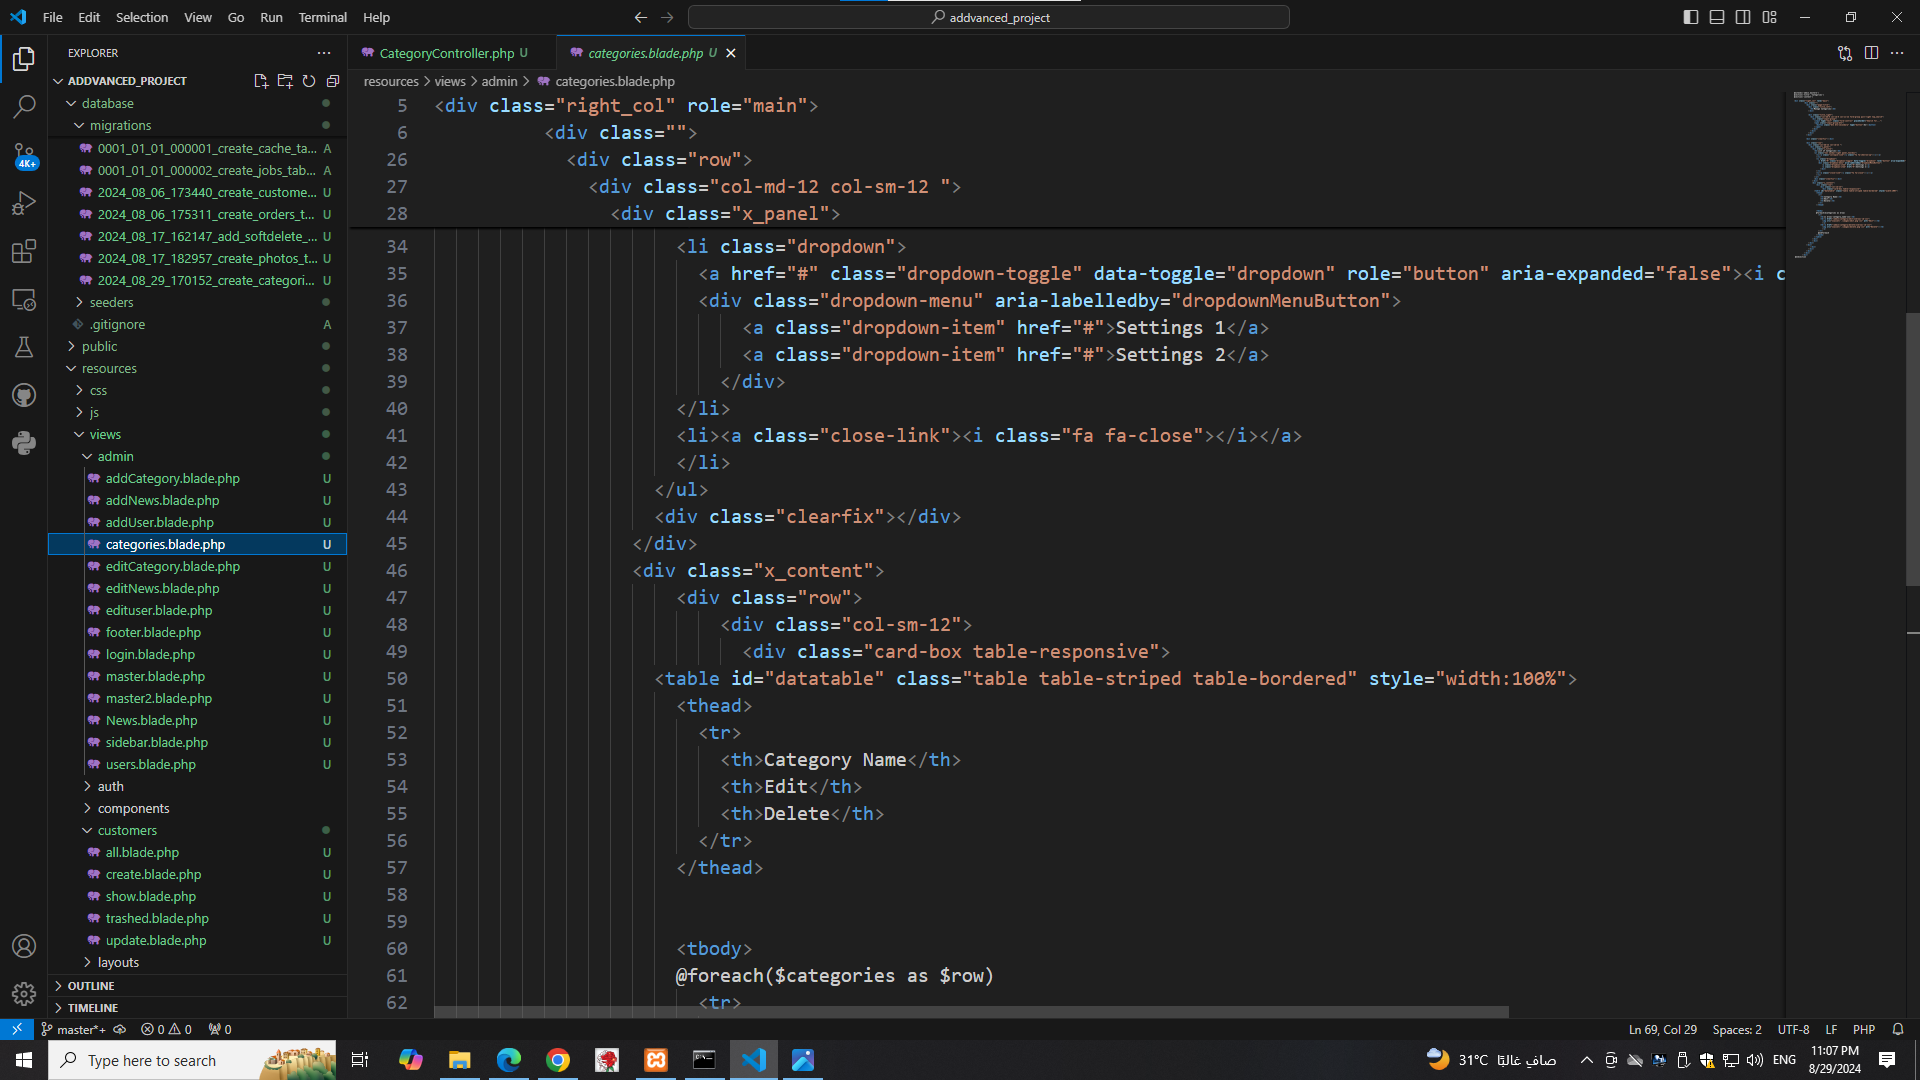 File Edit Selection View Go Run Terminal Help
addvanced_project
EXPLORER
ADDVANCED_PROJECT
database
migrations
0001_01_01_000001_create_cache_ta... A
0001_01_01_000002_create_jobs_tab... A
2024_08_06_173440_create_custome... U
2024_08_06_175311_create_orders_t... U
2024_08_17_162147_add_softdelete_... U
2024_08_17_182957_create_photos_t... U
2024_08_29_170152_create_categori... U
seeders
.gitignore A
public
resources
css
js
views
admin
addCategory.blade.php U
addNews.blade.php U
addUser.blade.php U
categories.blade.php U
editCategory.blade.php U
editNews.blade.php U
edituser.blade.php U
footer.blade.php U
login.blade.php U
master.blade.php U
master2.blade.php U
News.blade.php U
sidebar.blade.php U
users.blade.php U
auth
components
customers
all.blade.php U
create.blade.php U
show.blade.php U
trashed.blade.php U
update.blade.php U
layouts
OUTLINE
TIMELINE
4K+
CategoryController.php U
categories.blade.php U
resources > views > admin > categories.blade.php
5 <div class="right_col" role="main">
6 <div class="">
26 <div class="row">
27 <div class="col-md-12 col-sm-12 ">
28 <div class="x_panel">
34 <li class="dropdown">
35 <a href="#" class="dropdown-toggle" data-toggle="dropdown" role="button" aria-expanded="false"><i c
36 <div class="dropdown-menu" aria-labelledby="dropdownMenuButton">
37 <a class="dropdown-item" href="#">Settings 1</a>
38 <a class="dropdown-item" href="#">Settings 2</a>
39 </div>
40 </li>
41 <li><a class="close-link"><i class="fa fa-close"></i></a>
42 </li>
43 </ul>
44 <div class="clearfix"></div>
45 </div>
46 <div class="x_content">
47 <div class="row">
48 <div class="col-sm-12">
49 <div class="card-box table-responsive">
50 <table id="datatable" class="table table-striped table-bordered" style="width:100%">
51 <thead>
52 <tr>
53 <th>Category Name</th>
54 <th>Edit</th>
55 <th>Delete</th>
56 </tr>
57 </thead>
58
59
60 <tbody>
61 @foreach($categories as $row)
62 <tr>
master*+ 0 0 0
Ln 69, Col 29 Spaces: 2 UTF-8 LF PHP
Type here to search
31°C صاف غالبًا
ENG
11:07 PM
8/29/2024